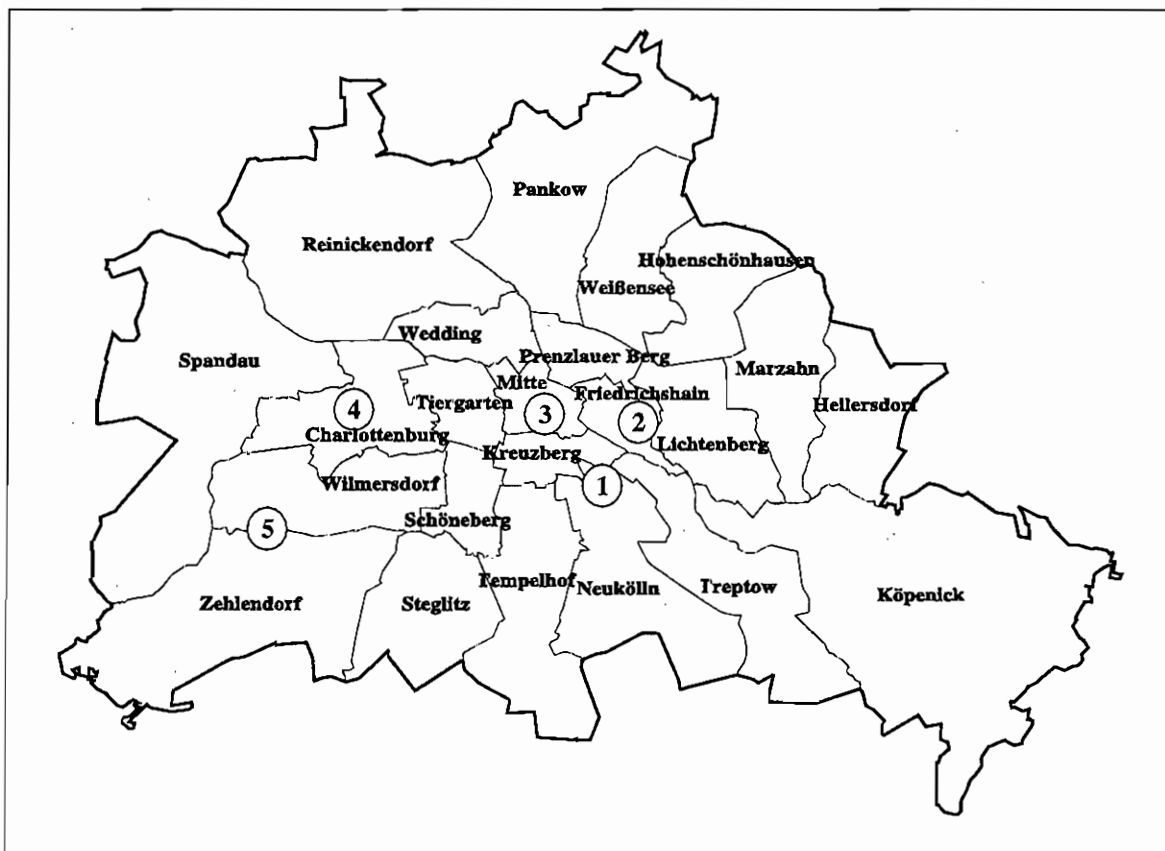 Pankow
Reinickendorf
Hohenschönhausen
Weißensee
Wedding
Spandau
Prenzlauer Berg
Marzahn
Mitte
Tiergarten
Friedrichshain
Hellersdorf
4
3
2
Charlottenburg
Lichtenberg
Kreuzberg
Wilmersdorf
1
Schöneberg
5
Tempelhof
Neukölln
Treptow
Köpenick
Zehlendorf
Steglitz